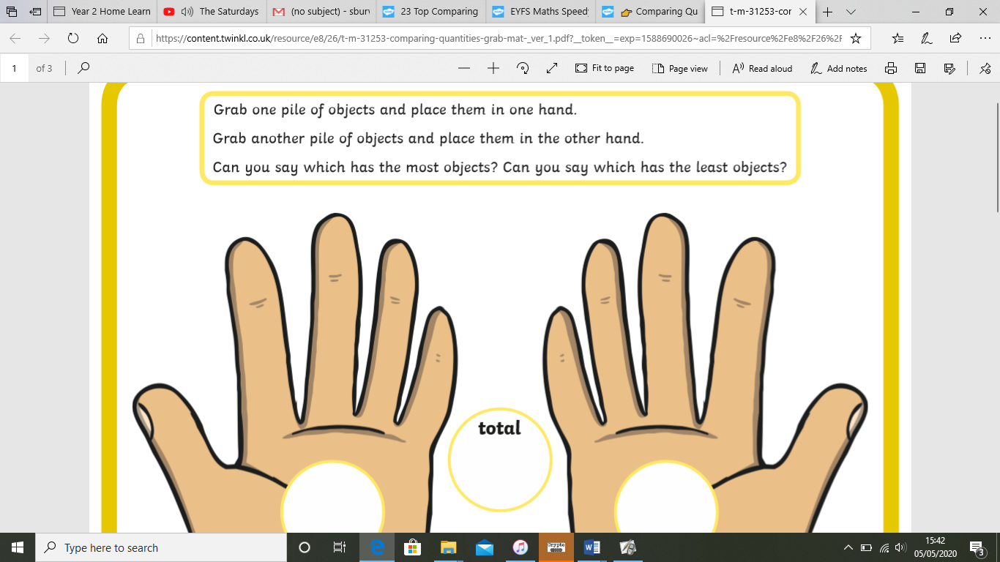 Year 2 Home Learn
The Saturdays
(no subject) - sbur
23 Top Comparing
EYFS Maths Speed
Comparing Qu
t-m-31253-cor
https://content.twinkl.co.uk/resource/e8/26/t-m-31253-comparing-quantities-grab-mat-_ver_1.pdf?__token__=exp=1588690026~acl=%2Fresource%2Fe8%2F26%2F
1 of 3
Fit to page
Page view
Read aloud
Add notes
Grab one pile of objects and place them in one hand.
Grab another pile of objects and place them in the other hand.
Can you say which has the most objects? Can you say which has the least objects?
total
Type here to search
Crypto
15:42
05/05/2020
3